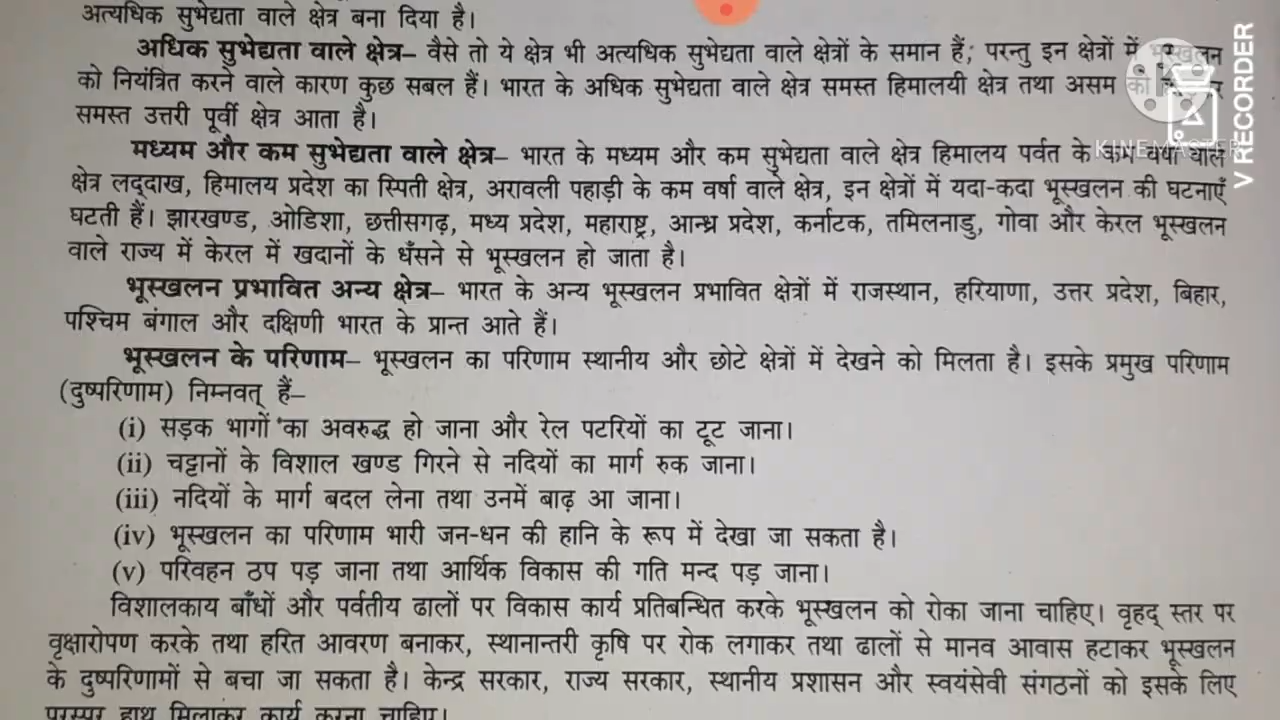 अत्यधिक सुभेद्यता वाले क्षेत्र बना दिया है।
अधिक सुभेद्यता वाले क्षेत्र– वैसे तो ये क्षेत्र भी अत्यधिक सुभेद्यता वाले क्षेत्रों के समान हैं; परन्तु इन क्षेत्रों में भूस्खलन
को नियंत्रित करने वाले कारण कुछ सबल हैं। भारत के अधिक सुभेद्यता वाले क्षेत्र समस्त हिमालयी क्षेत्र तथा असम को
समस्त उत्तरी पूर्वी क्षेत्र आता है।
मध्यम और कम सुभेद्यता वाले क्षेत्र– भारत के मध्यम और कम सुभेद्यता वाले क्षेत्र हिमालय पर्वत के कम वर्षा वाले
क्षेत्र लद्दाख, हिमालय प्रदेश का स्पिती क्षेत्र, अरावली पहाड़ी के कम वर्षा वाले क्षेत्र, इन क्षेत्रों में यदा-कदा भूस्खलन की घटनाएँ
घटती हैं। झारखण्ड, ओडिशा, छत्तीसगढ़, मध्य प्रदेश, महाराष्ट्र, आन्ध्र प्रदेश, कर्नाटक, तमिलनाडु, गोवा और केरल भूस्खलन
वाले राज्य में केरल में खदानों के धँसने से भूस्खलन हो जाता है।
भूस्खलन प्रभावित अन्य क्षेत्र– भारत के अन्य भूस्खलन प्रभावित क्षेत्रों में राजस्थान, हरियाणा, उत्तर प्रदेश, बिहार,
पश्चिम बंगाल और दक्षिणी भारत के प्रान्त आते हैं।
भूस्खलन के परिणाम– भूस्खलन का परिणाम स्थानीय और छोटे क्षेत्रों में देखने को मिलता है। इसके प्रमुख परिणाम
(दुष्परिणाम) निम्नवत् हैं–
(i) सड़क भागों का अवरुद्ध हो जाना और रेल पटरियों का टूट जाना।
(ii) चट्टानों के विशाल खण्ड गिरने से नदियों का मार्ग रुक जाना।
(iii) नदियों के मार्ग बदल लेना तथा उनमें बाढ़ आ जाना।
(iv) भूस्खलन का परिणाम भारी जन-धन की हानि के रूप में देखा जा सकता है।
(v) परिवहन ठप पड़ जाना तथा आर्थिक विकास की गति मन्द पड़ जाना।
विशालकाय बाँधों और पर्वतीय ढालों पर विकास कार्य प्रतिबन्धित करके भूस्खलन को रोका जाना चाहिए। वृहद् स्तर पर
वृक्षारोपण करके तथा हरित आवरण बनाकर, स्थानान्तरी कृषि पर रोक लगाकर तथा ढालों से मानव आवास हटाकर भूस्खलन
के दुष्परिणामों से बचा जा सकता है। केन्द्र सरकार, राज्य सरकार, स्थानीय प्रशासन और स्वयंसेवी संगठनों को इसके लिए
परस्पर हाथ मिलाकर कार्य करना चाहिए।
KINEMASTER
V RECORDER